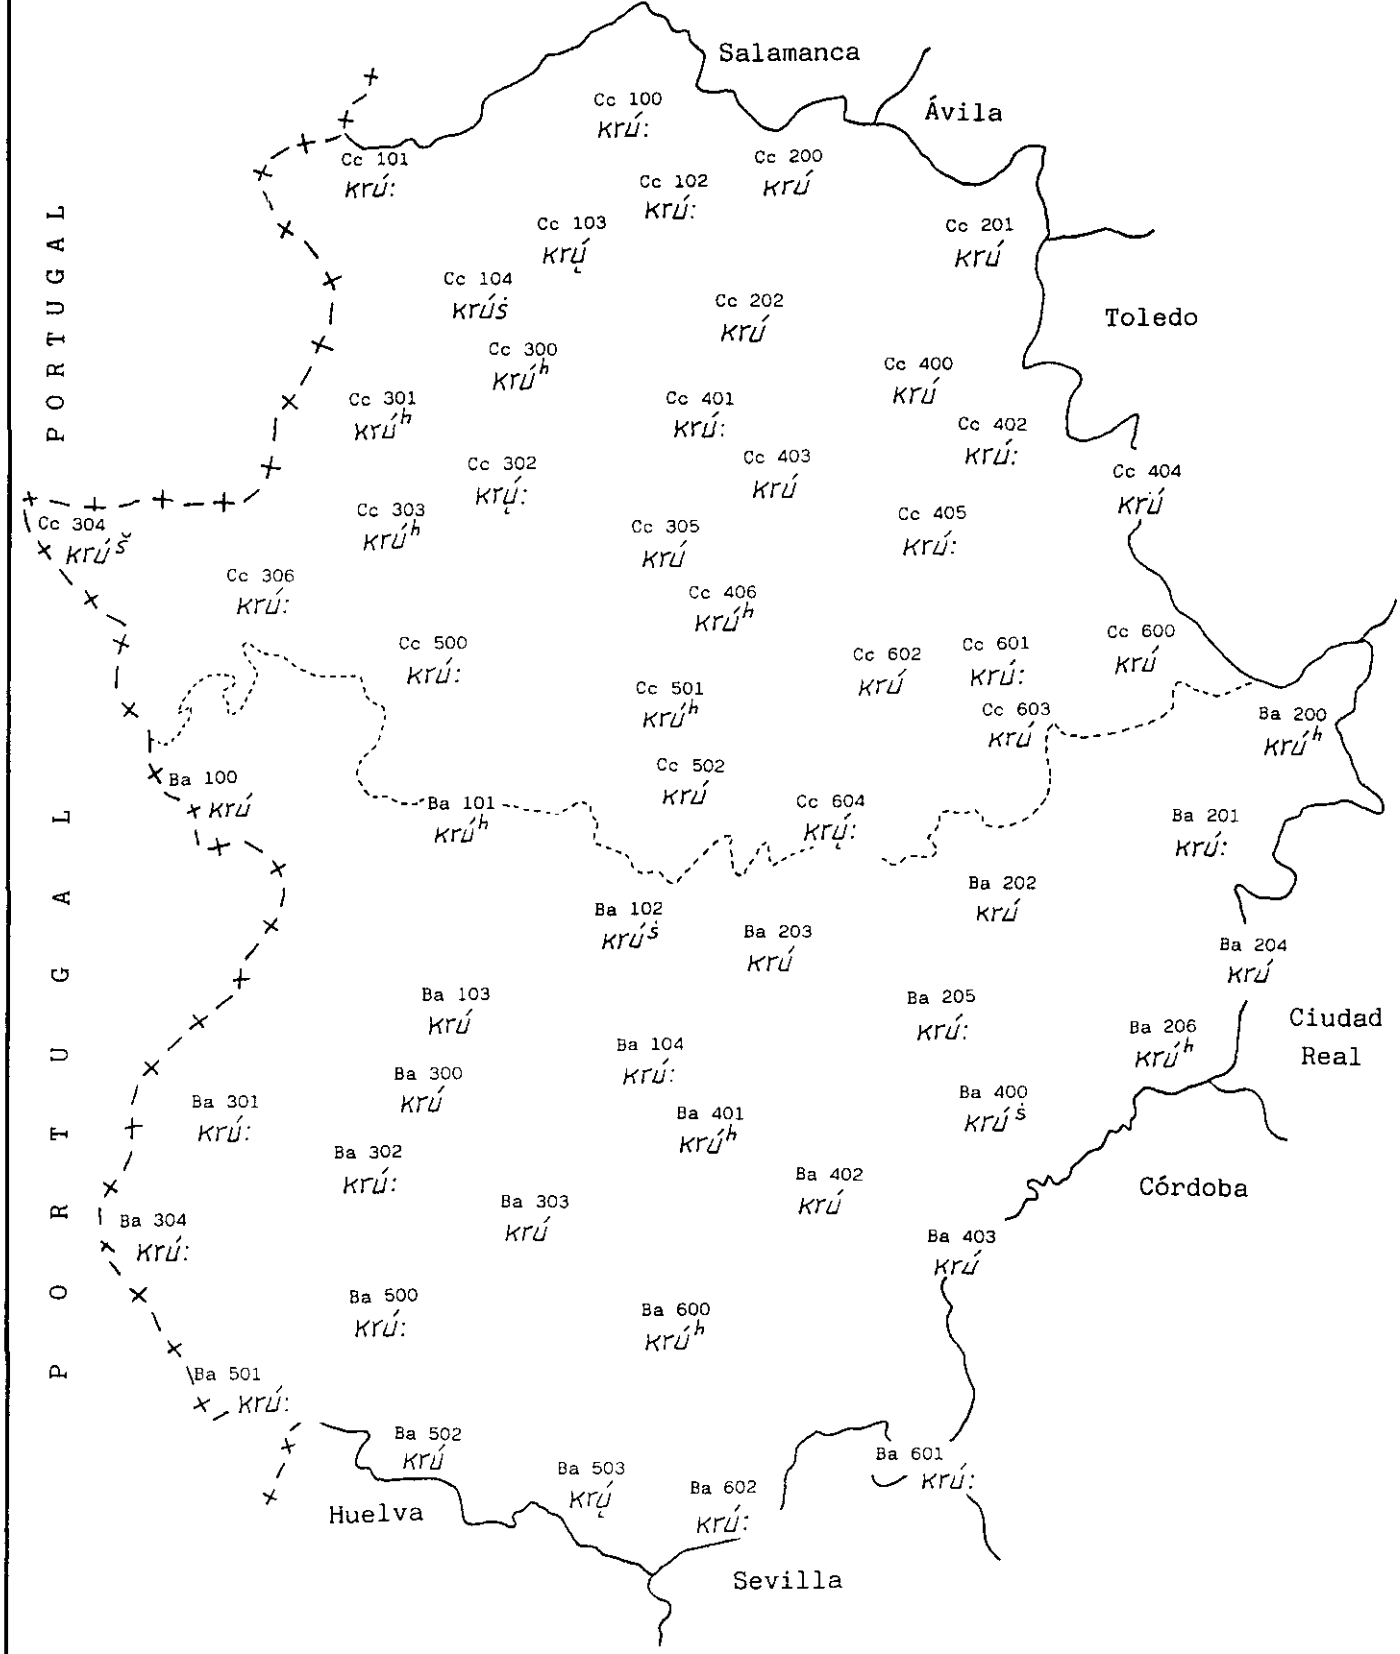 Salamanca
Ávila
Cc 100
krú:
Cc 101
krú:
Cc 200
krú
Cc 102
krú:
Cc 103
krú̜
Cc 201
krú
PORTUGAL
Cc 104
krúṡ
Cc 202
krú
Toledo
Cc 300
krúʰ
Cc 400
krú
Cc 301
krúʰ
Cc 401
krú:
Cc 402
krú:
Cc 302
krú̜:
Cc 403
krú
Cc 404
krú
Cc 303
krúʰ
Cc 304
krúš
Cc 305
krú
Cc 405
krú:
Cc 306
krú:
Cc 406
krúʰ
Cc 500
krú:
Cc 602
krú
Cc 601
krú:
Cc 600
krú
Cc 501
krúʰ
Cc 603
krú
Ba 200
krúʰ
Cc 502
krú
Ba 100
krú
Ba 101
krúʰ
Cc 604
krú̜:
Ba 201
krú:
Ba 202
krú
Ba 102
krúṡ
Ba 203
krú
Ba 204
krú
PORTUGAL
Ba 103
krú
Ba 205
krú:
Ciudad
Real
Ba 206
krúʰ
Ba 104
krú:
Ba 300
krú
Ba 301
krú:
Ba 401
krúʰ
Ba 400
krúṡ
Ba 302
krú:
Ba 402
krú
Córdoba
Ba 303
krú
Ba 304
krú:
Ba 403
krú
Ba 500
krú:
Ba 600
krúʰ
Ba 501
krú:
Ba 502
krú
Ba 601
krú:
Ba 503
krú̜
Ba 602
krú:
Huelva
Sevilla